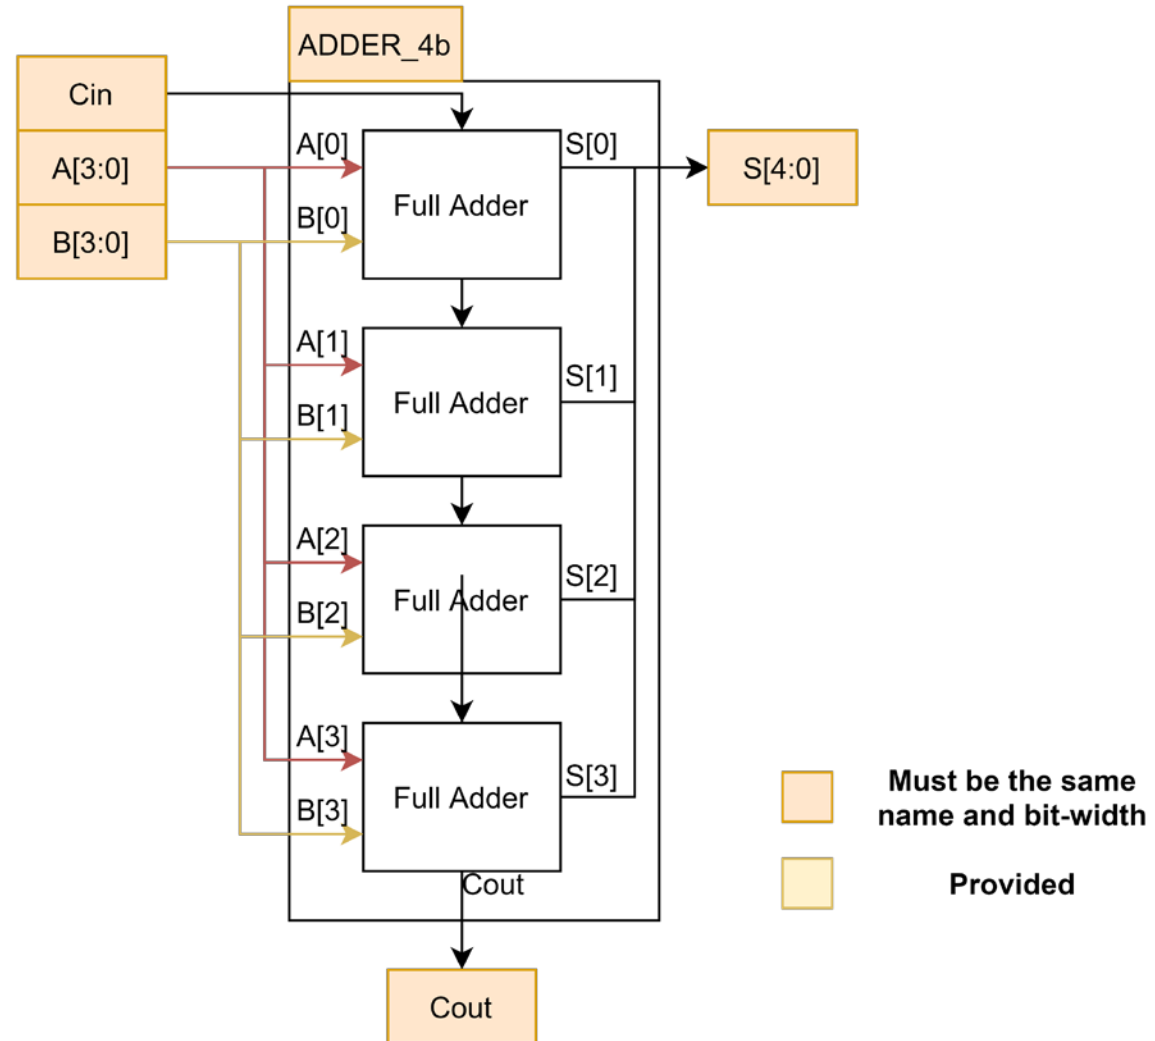 ADDER_4b
Cin
A[3:0]
B[3:0]
A[0]
B[0]
Full Adder
S[0]
S[4:0]
A[1]
B[1]
Full Adder
S[1]
A[2]
B[2]
Full Adder
S[2]
A[3]
B[3]
Full Adder
S[3]
Cout
Cout
Must be the same
name and bit-width
Provided